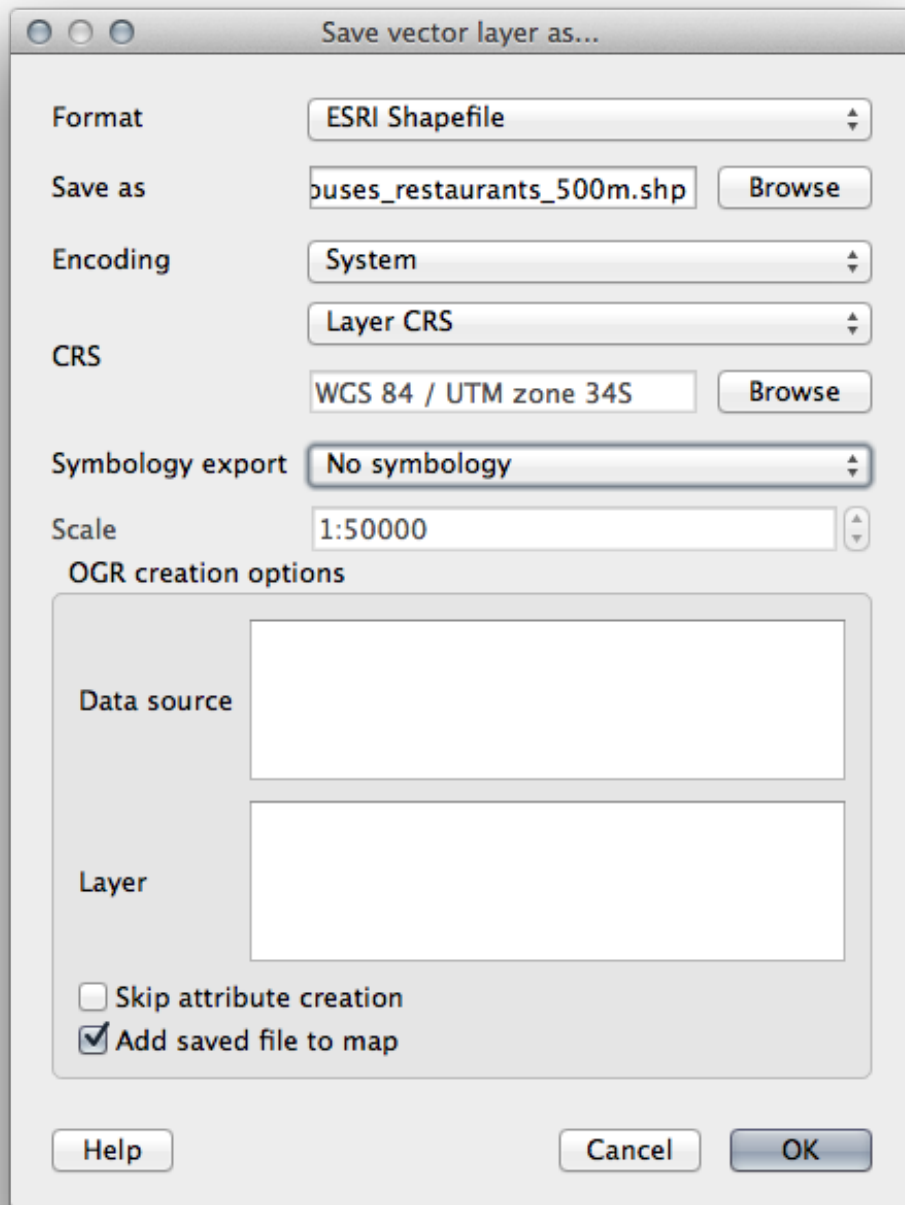 Save vector layer as...
Format ESRI Shapefile
Save as ouses_restaurants_500m.shp Browse
Encoding System
Layer CRS
CRS
WGS 84 / UTM zone 34S Browse
Symbology export No symbology
Scale 1:50000
OGR creation options
Data source
Layer
Skip attribute creation
Add saved file to map
Help Cancel OK